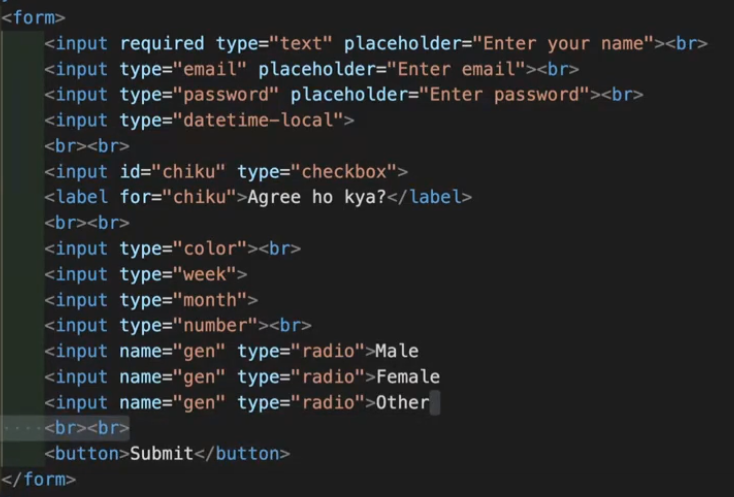 <form>
<input required type="text" placeholder="Enter your name"><br>
<input type="email" placeholder="Enter email"><br>
<input type="password" placeholder="Enter password"><br>
<input type="datetime-local">
<br><br>
<input id="chiku" type="checkbox">
<label for="chiku">Agree ho kya?</label>
<br><br>
<input type="color"><br>
<input type="week">
<input type="month">
<input type="number"><br>
<input name="gen" type="radio">Male
<input name="gen" type="radio">Female
<input name="gen" type="radio">Other
<br><br>
<button>Submit</button>
</form>